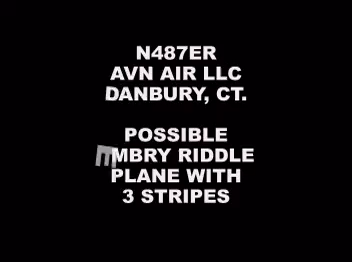 N487ER
AVN AIR LLC
DANBURY, CT.
POSSIBLE
EMBRY RIDDLE
PLANE WITH
3 STRIPES